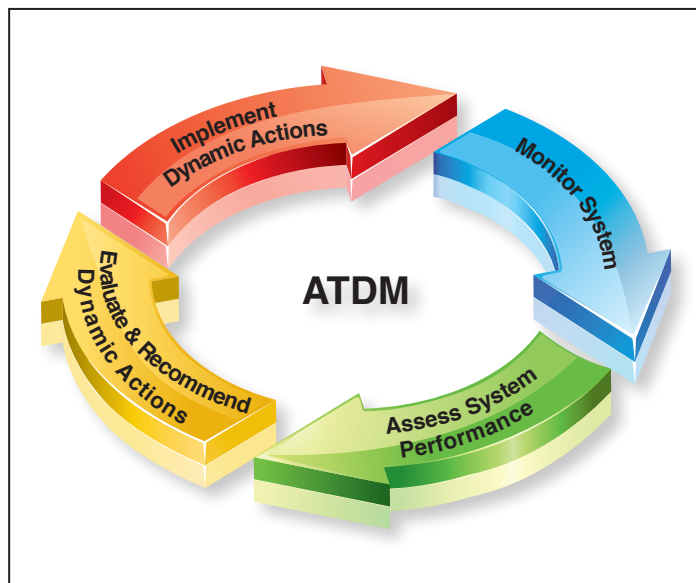 Implement
Dynamic Actions
Monitor System
ATDM
Evaluate & Recommend
Dynamic Actions
Assess System
Performance